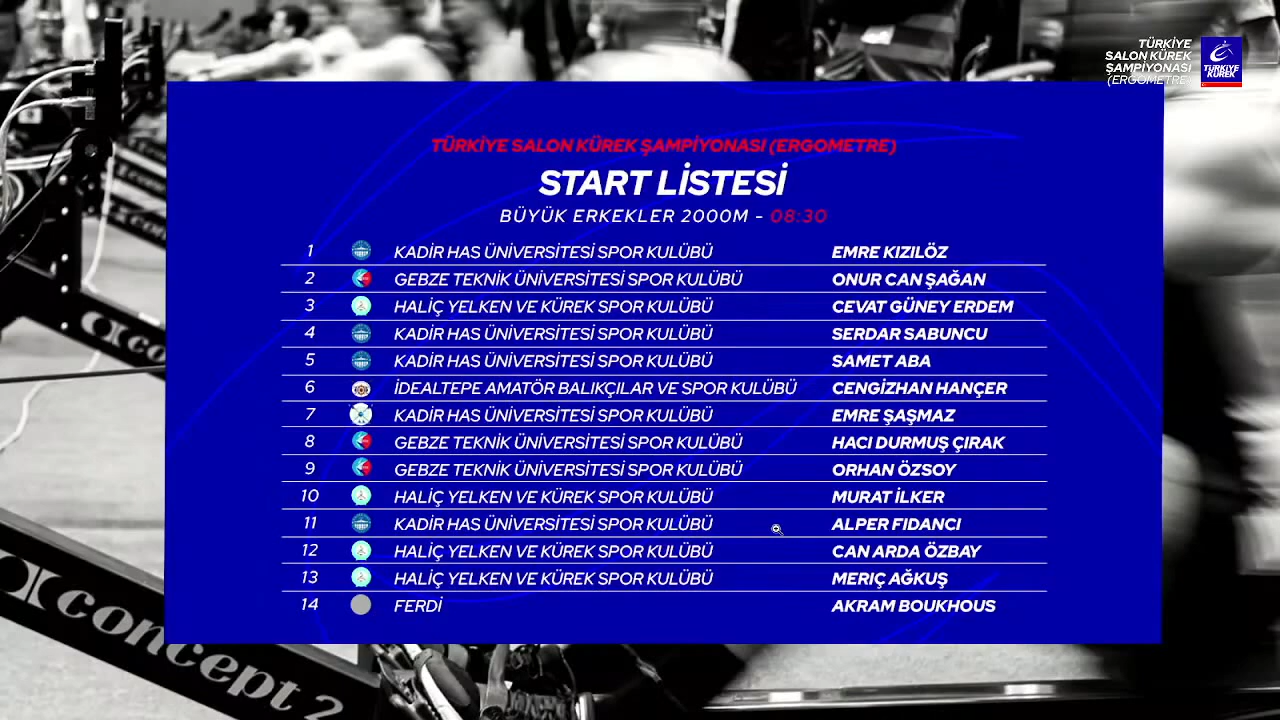 TÜRKİYE
SALON KÜREK
ŞAMPİYONASI
(ERGOMETRE)
TÜRKİYE
KÜREK
TÜRKİYE SALON KÜREK ŞAMPİYONASI (ERGOMETRE)
START LİSTESİ
BÜYÜK ERKEKLER 2000M - 08:30
1 KADİR HAS ÜNİVERSİTESİ SPOR KULÜBÜ EMRE KIZILÖZ
2 GEBZE TEKNİK ÜNİVERSİTESİ SPOR KULÜBÜ ONUR CAN ŞAĞAN
3 HALİÇ YELKEN VE KÜREK SPOR KULÜBÜ CEVAT GÜNEY ERDEM
4 KADİR HAS ÜNİVERSİTESİ SPOR KULÜBÜ SERDAR SABUNCU
5 KADİR HAS ÜNİVERSİTESİ SPOR KULÜBÜ SAMET ABA
6 İDEALTEPE AMATÖR BALIKÇILAR VE SPOR KULÜBÜ CENGİZHAN HANÇER
7 KADİR HAS ÜNİVERSİTESİ SPOR KULÜBÜ EMRE ŞAŞMAZ
8 GEBZE TEKNİK ÜNİVERSİTESİ SPOR KULÜBÜ HACI DURMUŞ ÇIRAK
9 GEBZE TEKNİK ÜNİVERSİTESİ SPOR KULÜBÜ ORHAN ÖZSOY
10 HALİÇ YELKEN VE KÜREK SPOR KULÜBÜ MURAT İLKER
11 KADİR HAS ÜNİVERSİTESİ SPOR KULÜBÜ ALPER FIDANCI
12 HALİÇ YELKEN VE KÜREK SPOR KULÜBÜ CAN ARDA ÖZBAY
13 HALİÇ YELKEN VE KÜREK SPOR KULÜBÜ MERIÇ AĞKUŞ
14 FERDİ AKRAM BOUKHOUS
conc
concept 2